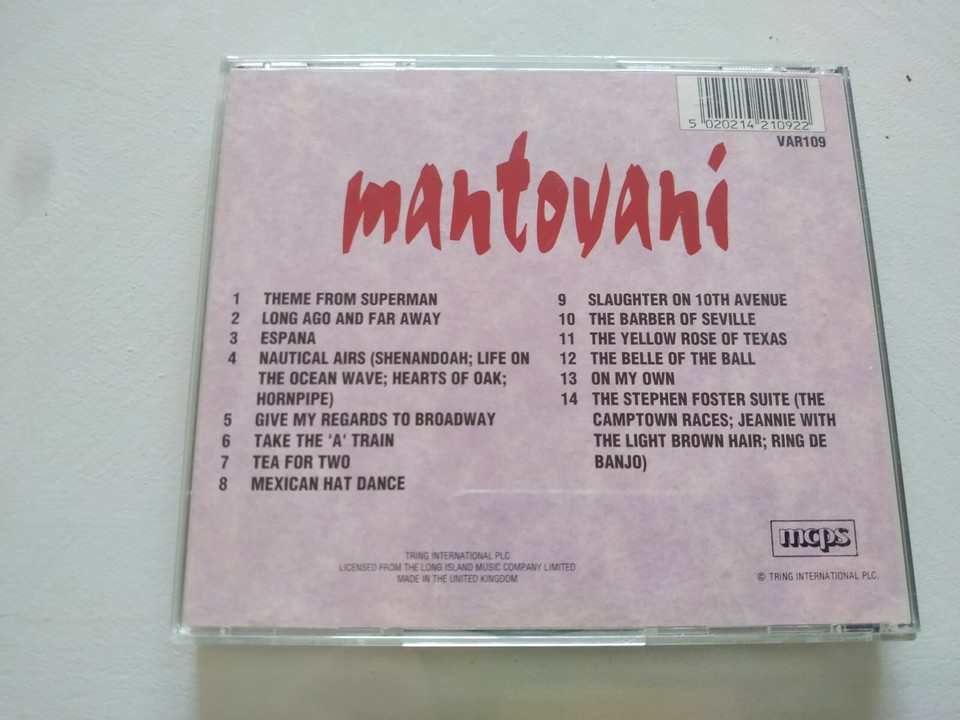 5 020214 210922
VAR109
mantovani
1 THEME FROM SUPERMAN
2 LONG AGO AND FAR AWAY
3 ESPANA
4 NAUTICAL AIRS (SHENANDOAH; LIFE ON
THE OCEAN WAVE; HEARTS OF OAK;
HORNPIPE)
5 GIVE MY REGARDS TO BROADWAY
6 TAKE THE 'A' TRAIN
7 TEA FOR TWO
8 MEXICAN HAT DANCE
9 SLAUGHTER ON 10TH AVENUE
10 THE BARBER OF SEVILLE
11 THE YELLOW ROSE OF TEXAS
12 THE BELLE OF THE BALL
13 ON MY OWN
14 THE STEPHEN FOSTER SUITE (THE
CAMPTOWN RACES; JEANNIE WITH
THE LIGHT BROWN HAIR; RING DE
BANJO)
mcps
TRING INTERNATIONAL PLC
LICENSED FROM THE LONG ISLAND MUSIC COMPANY LIMITED
MADE IN THE UNITED KINGDOM
© TRING INTERNATIONAL PLC.